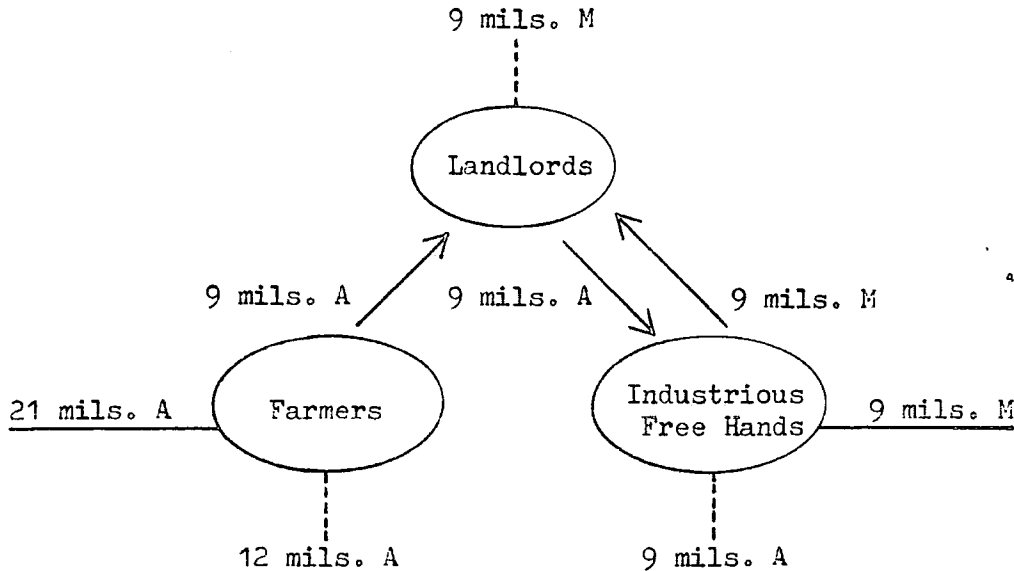 9 mils. M
Landlords
9 mils. A
9 mils. A
9 mils. M
21 mils. A
Farmers
Industrious
Free Hands
9 mils. M
12 mils. A
9 mils. A